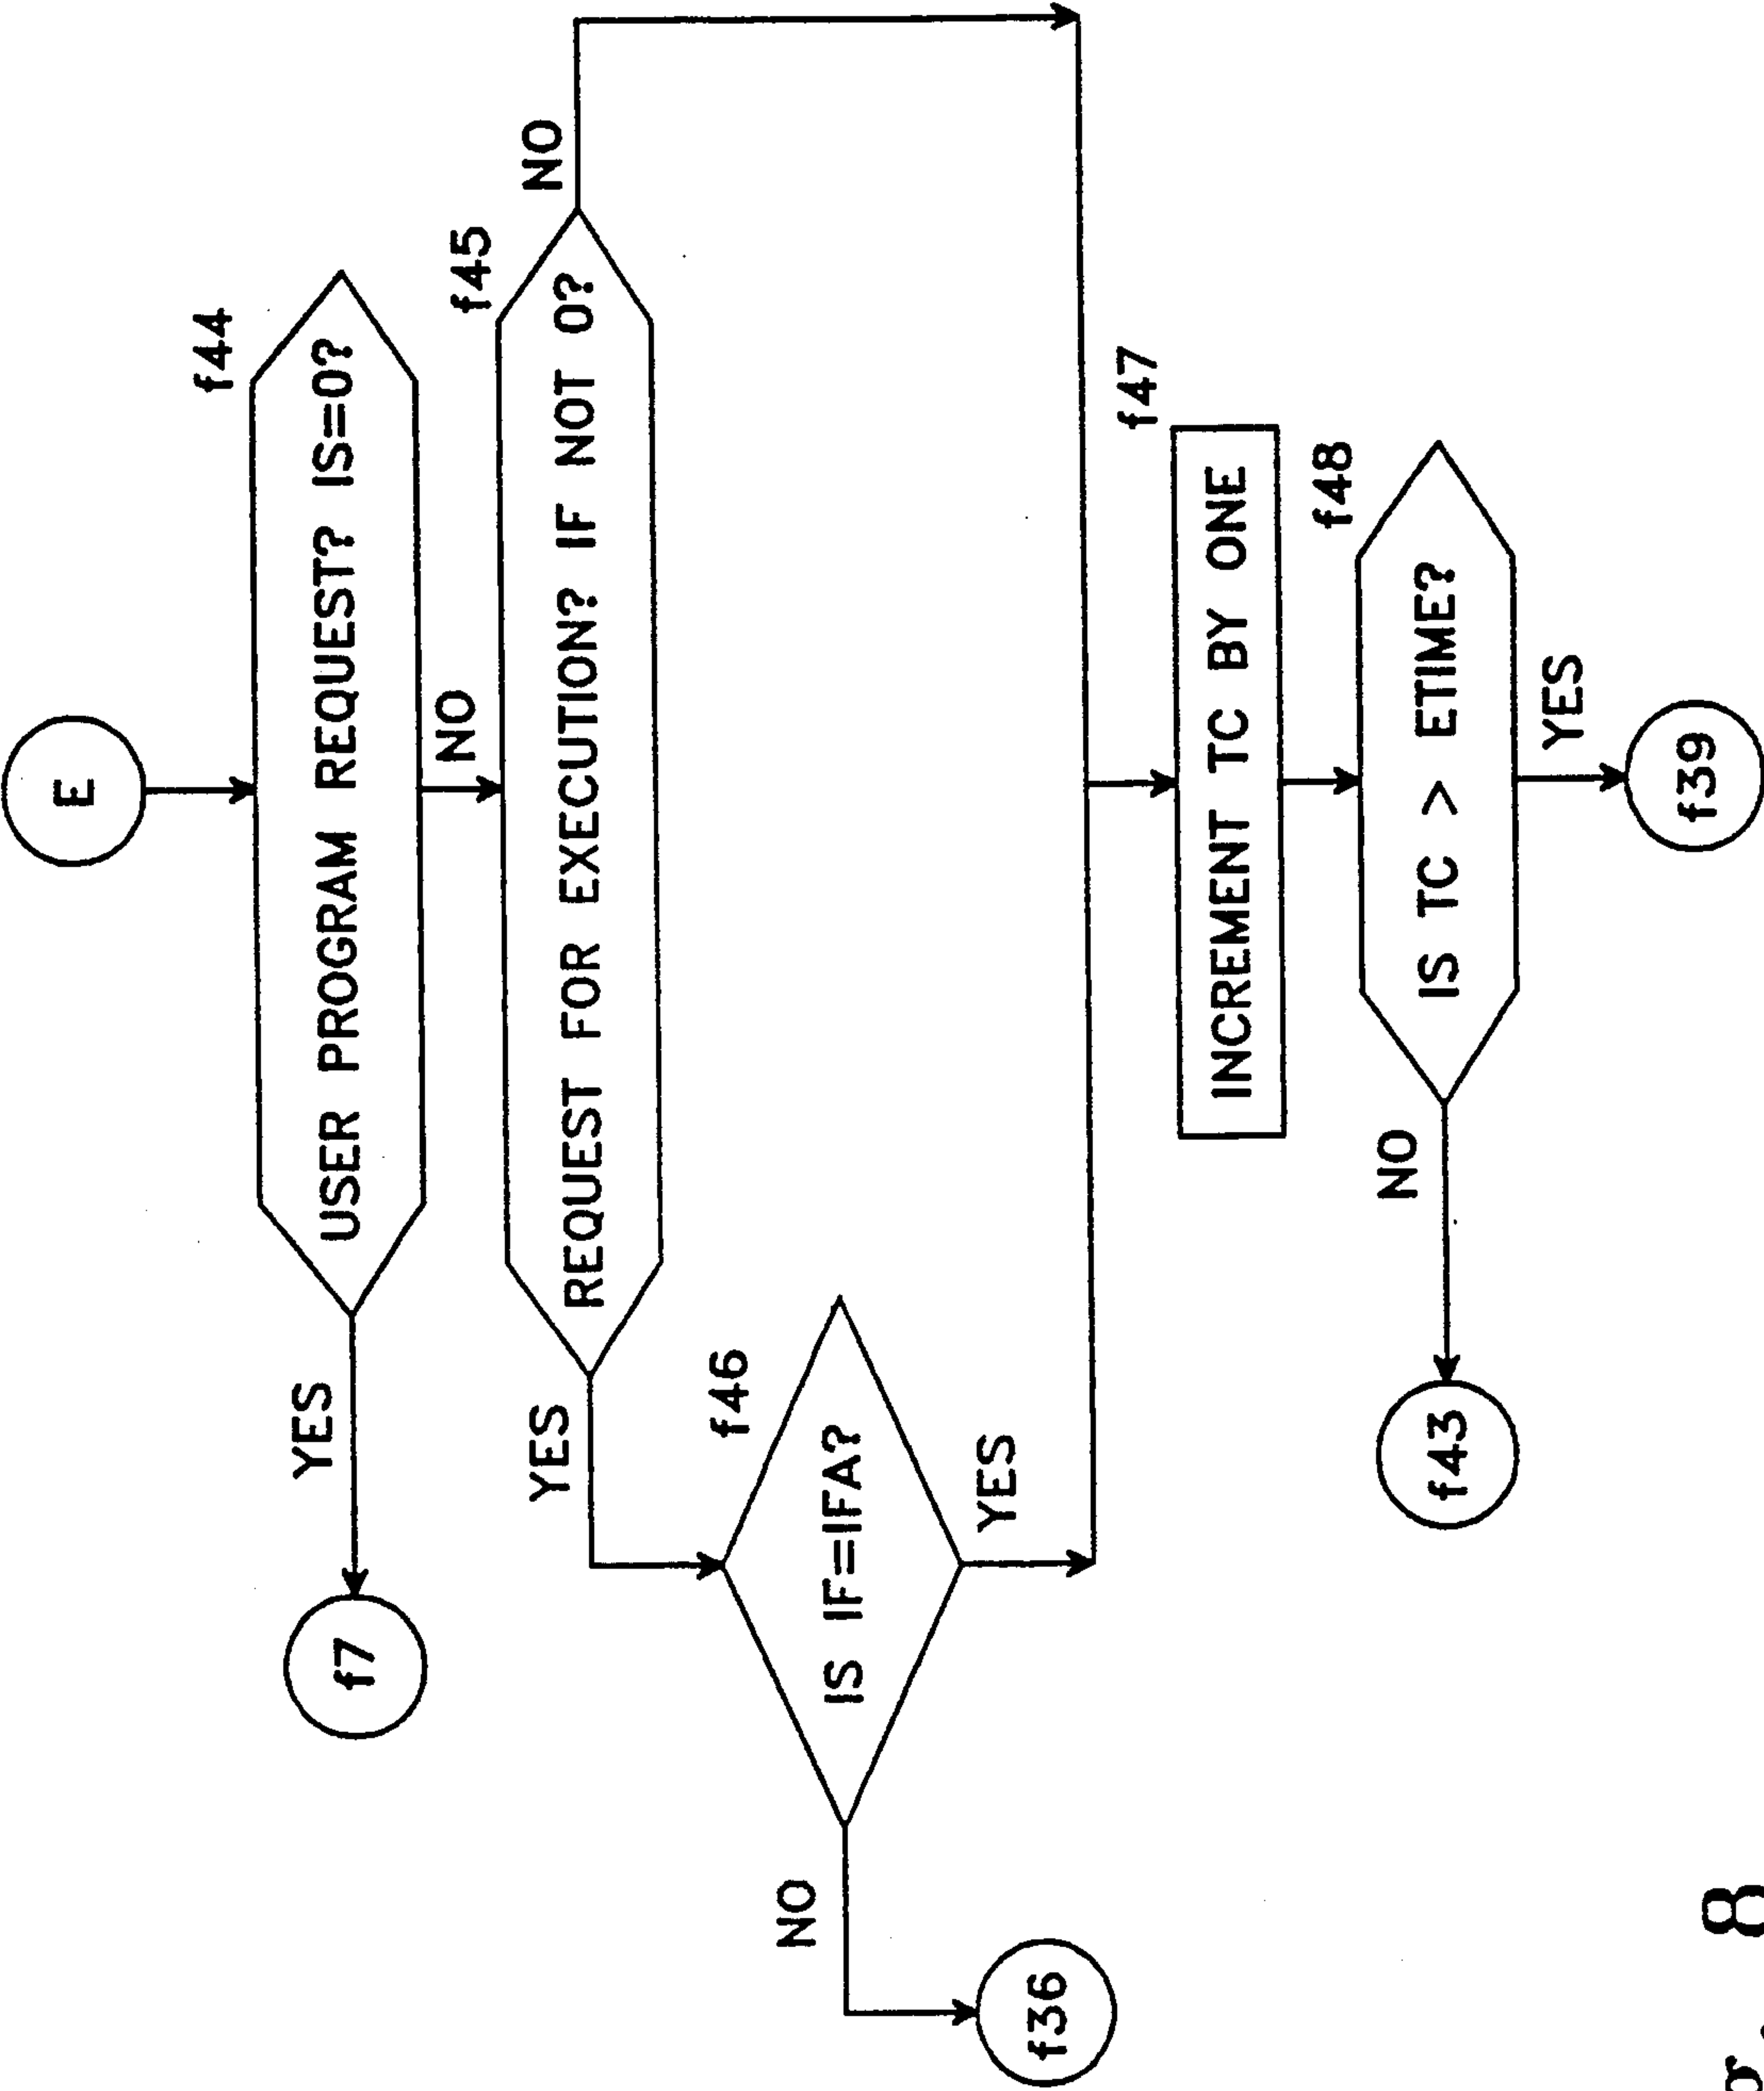 E
f44
USER PROGRAM REQUEST? IS=0?
YES
f7
NO
f45
REQUEST FOR EXECUTION? IF NOT 0?
NO
YES
f46
IS IF=IFA?
NO
f36
YES
f47
INCREMENT TC BY ONE
f48
IS TC > ETIME?
NO
f43
YES
f39
8